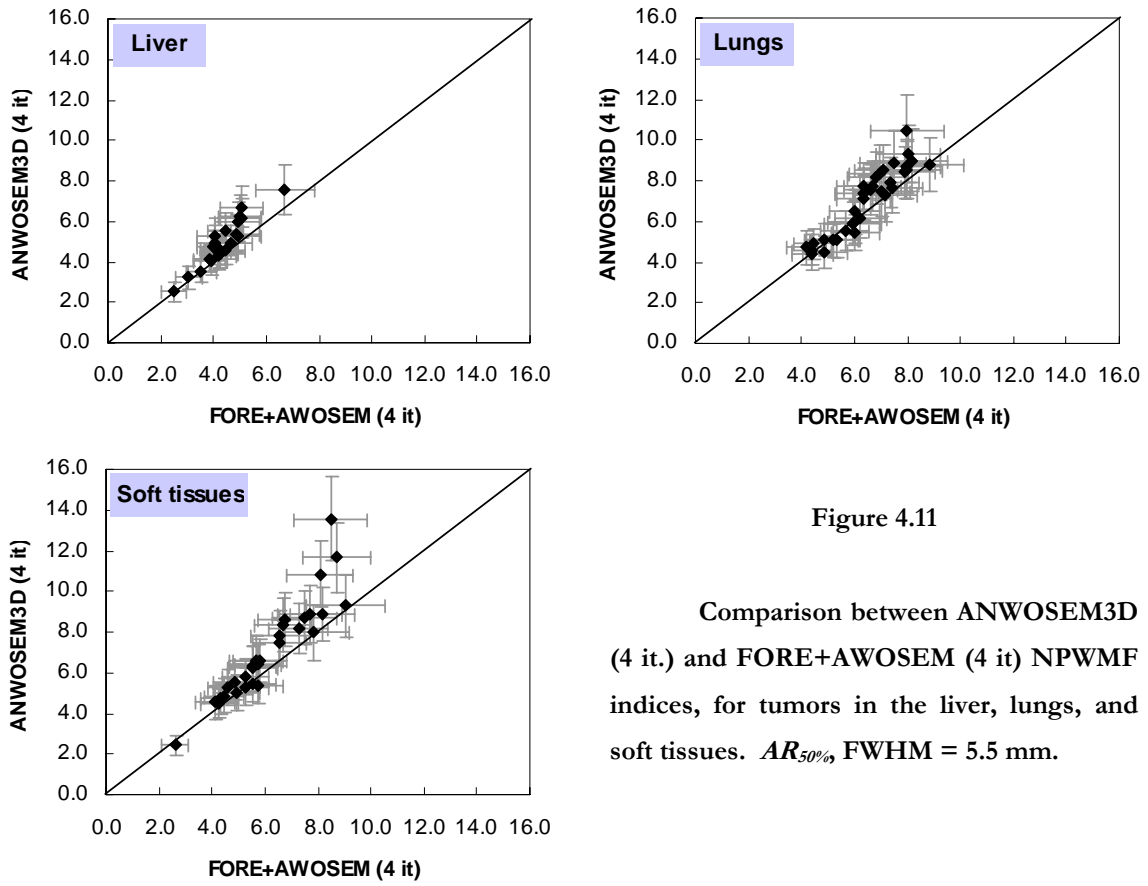 Liver
16.0
14.0
12.0
10.0
8.0
6.0
4.0
2.0
0.0
ANWOSEM3D (4 it)
0.0 2.0 4.0 6.0 8.0 10.0 12.0 14.0 16.0
FORE+AWOSEM (4 it)
Lungs
16.0
14.0
12.0
10.0
8.0
6.0
4.0
2.0
0.0
ANWOSEM3D (4 it)
0.0 2.0 4.0 6.0 8.0 10.0 12.0 14.0 16.0
FORE+AWOSEM (4 it)
Soft tissues
16.0
14.0
12.0
10.0
8.0
6.0
4.0
2.0
0.0
ANWOSEM3D (4 it)
0.0 2.0 4.0 6.0 8.0 10.0 12.0 14.0 16.0
FORE+AWOSEM (4 it)
Figure 4.11
Comparison between ANWOSEM3D
(4 it.) and FORE+AWOSEM (4 it) NPWMF
indices, for tumors in the liver, lungs, and
soft tissues. AR50%, FWHM = 5.5 mm.